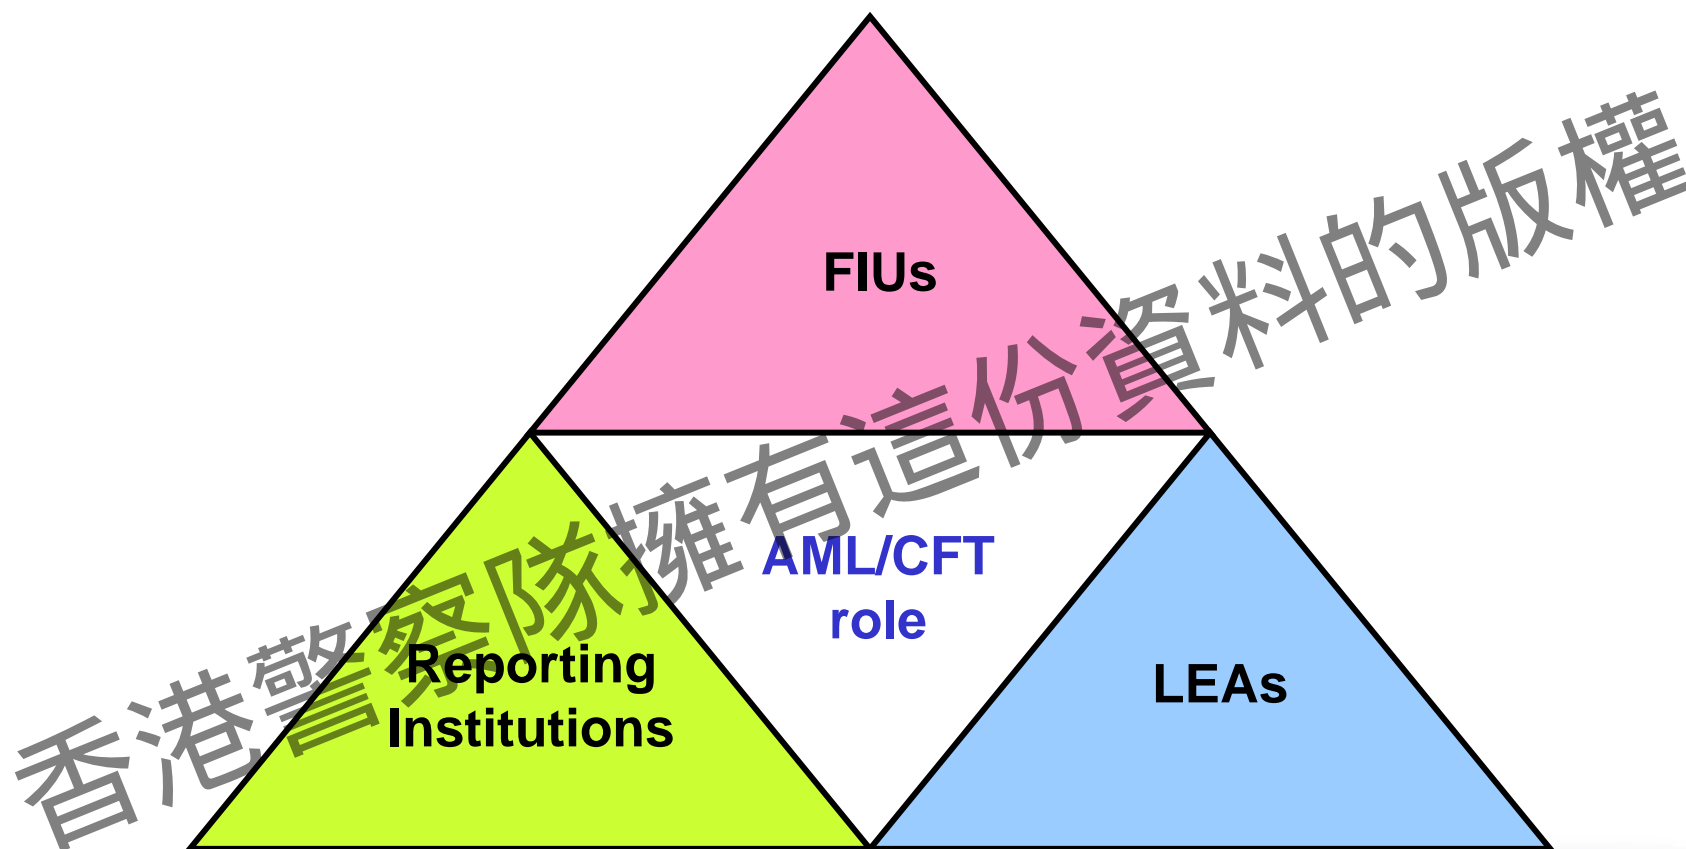 FIUs
AML/CFT
role
Reporting
Institutions
LEAs
香港警察隊擁有這份資料的版權